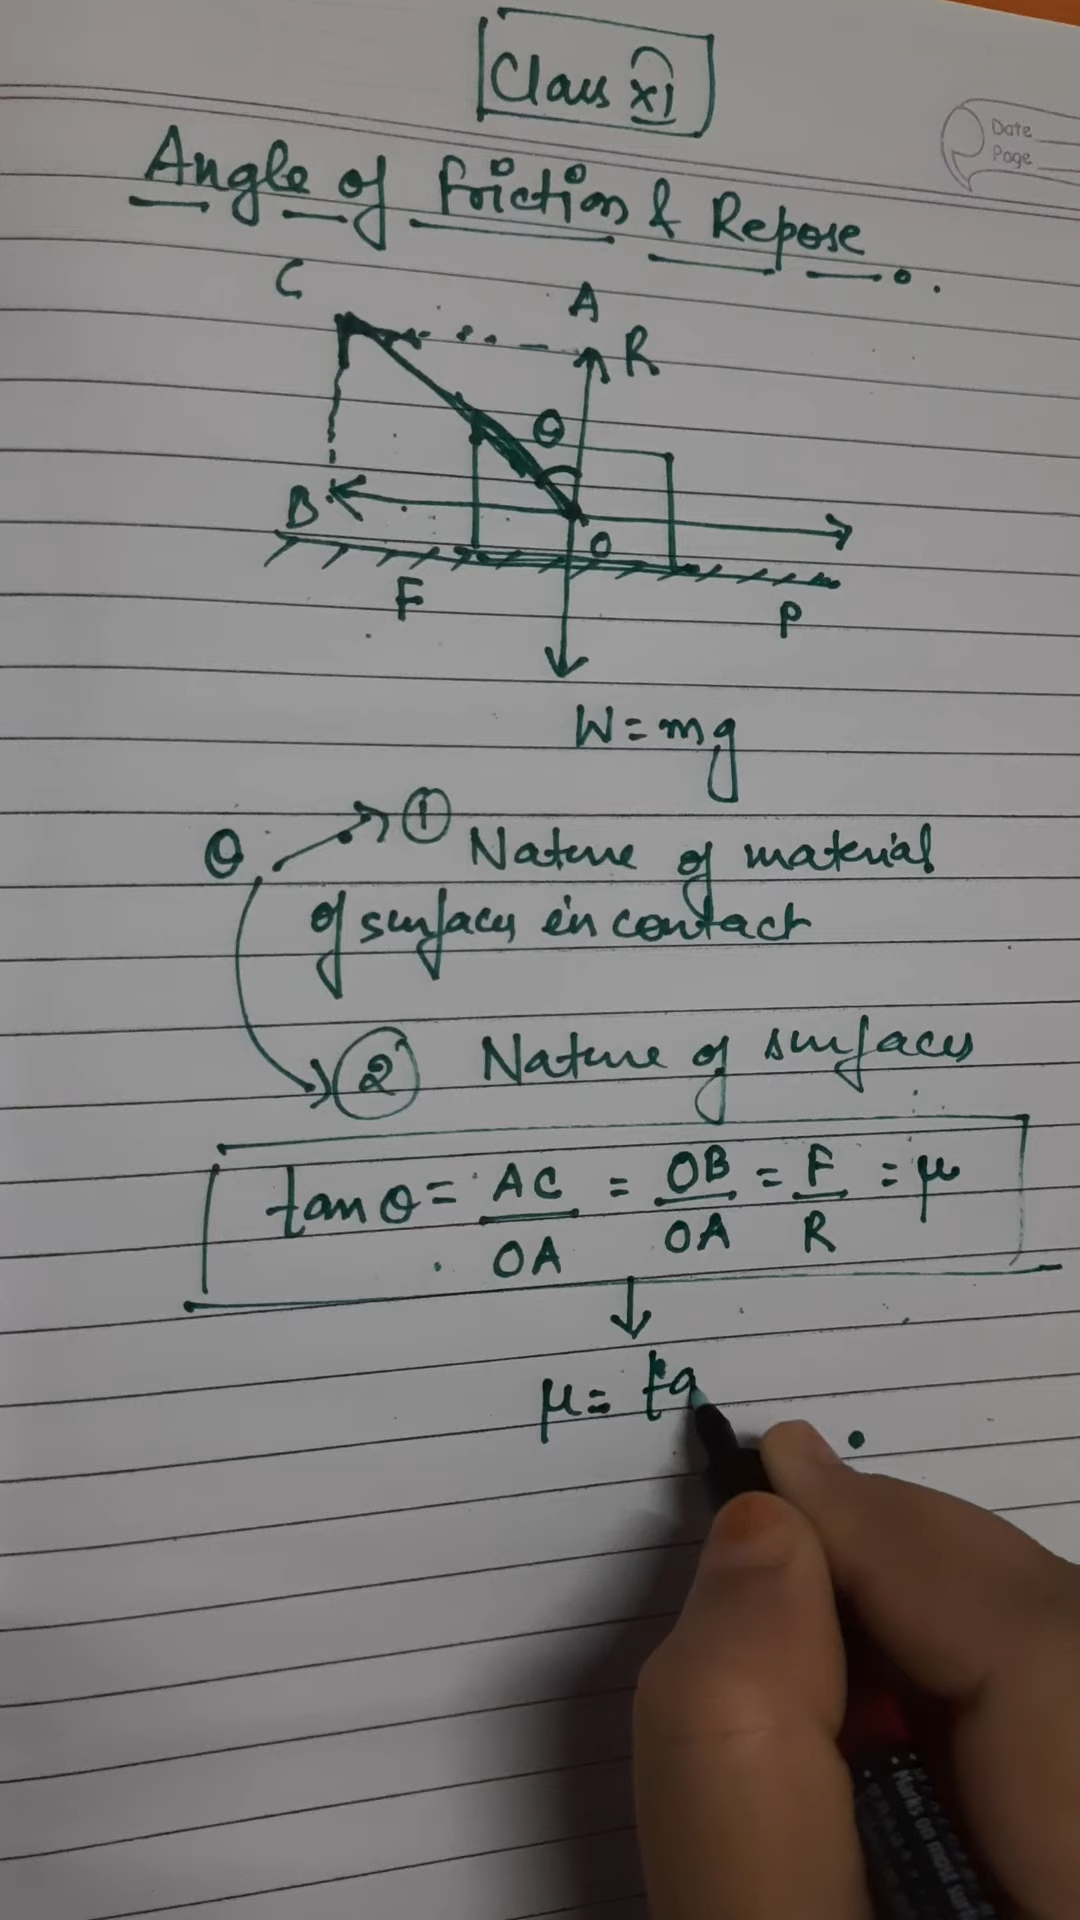 Class XI
Date
Page
Angle of friction & Repose.
C
A
R
θ
B
O
F
P
W = mg
θ ① Nature of material
of surfaces in contact
② Nature of surfaces
tan θ = AC/OA = OB/OA = F/R = μ
μ = ta